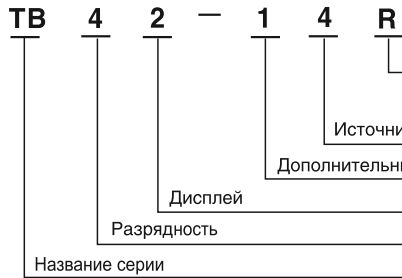 TB 4 2 – 1 4 R
Дисплей
Разрядность
Название серии